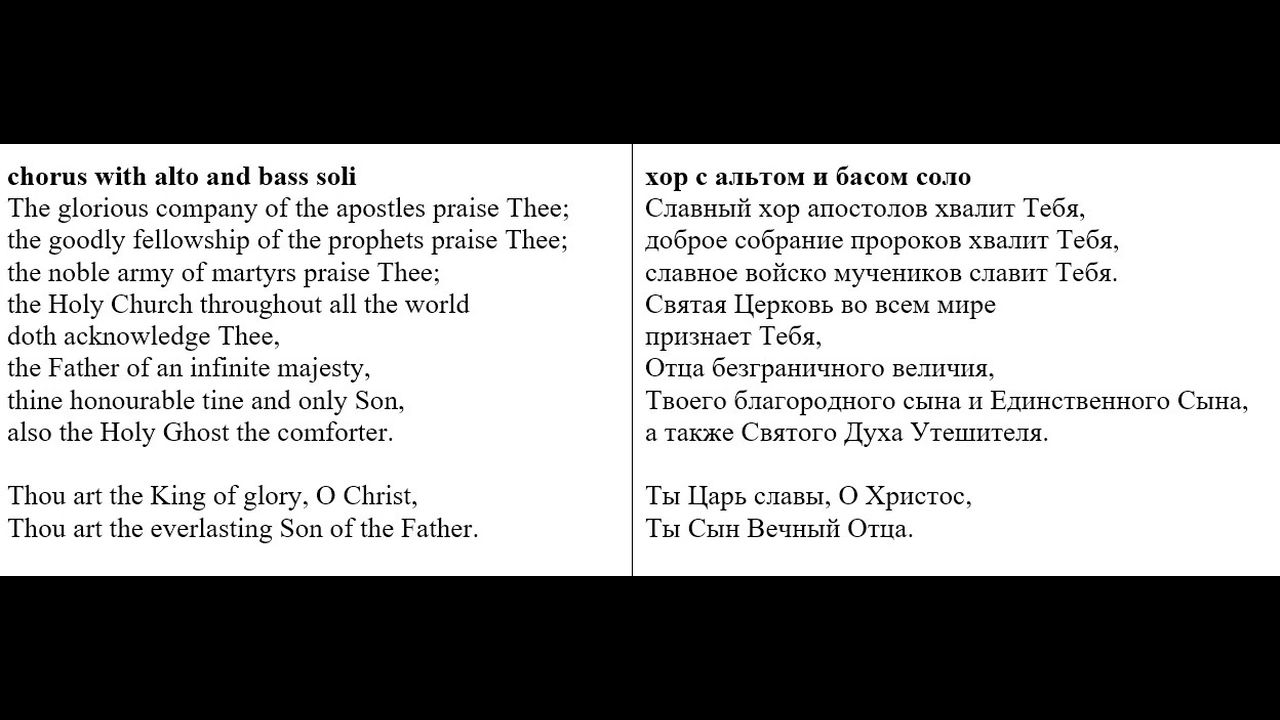 chorus with alto and bass soli
The glorious company of the apostles praise Thee;
the goodly fellowship of the prophets praise Thee;
the noble army of martyrs praise Thee;
the Holy Church throughout all the world
doth acknowledge Thee,
the Father of an infinite majesty,
thine honourable tine and only Son,
also the Holy Ghost the comforter.
Thou art the King of glory, O Christ,
Thou art the everlasting Son of the Father.
хор с альтом и басом соло
Славный хор апостолов хвалит Тебя,
доброе собрание пророков хвалит Тебя,
славное войско мучеников славит Тебя.
Святая Церковь во всем мире
признает Тебя,
Отца безграничного величия,
Твоего благородного сына и Единственного Сына,
а также Святого Духа Утешителя.
Ты Царь славы, О Христос,
Ты Сын Вечный Отца.